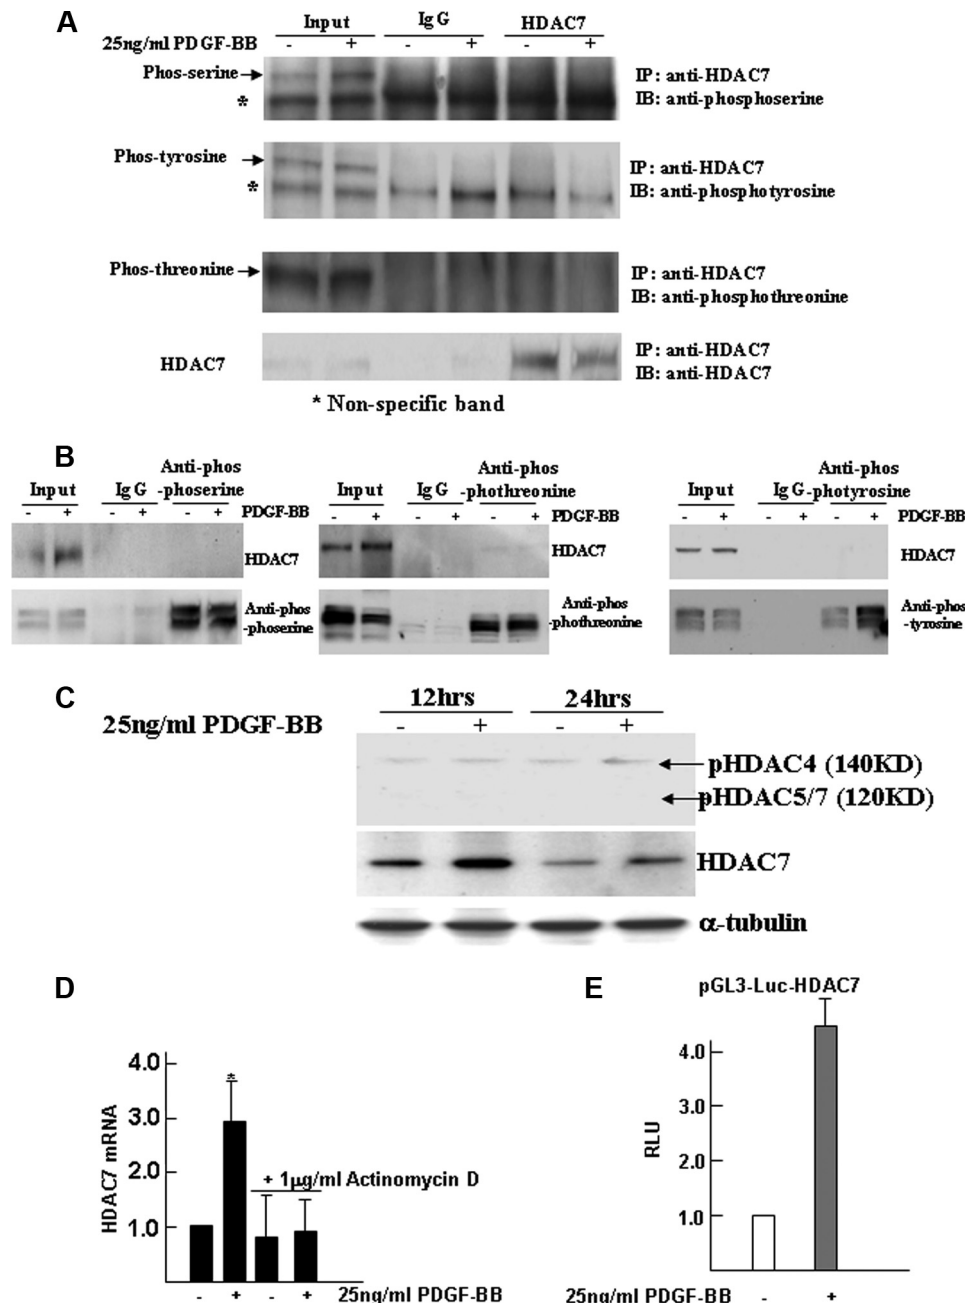 A
Input IgG HDAC7
25ng/ml PDGF-BB - + - + - +
Phos-serine
*
IP: anti-HDAC7
IB: anti-phosphoserine
Phos-tyrosine
*
IP: anti-HDAC7
IB: anti-phosphotyrosine
Phos-threonine
IP: anti-HDAC7
IB: anti-phosphothreonine
HDAC7
IP: anti-HDAC7
IB: anti-HDAC7
* Non-specific band
B
Input IgG Anti-phos
-phoserine
- + - + - + PDGF-BB
HDAC7
Anti-phos
-phoserine
Input IgG Anti-phos
-phothreonine
- + - + - + PDGF-BB
HDAC7
Anti-phos
-phothreonine
Input IgG Anti-phos
-photyrosine
- + - + - + PDGF-BB
HDAC7
Anti-phos
-tyrosine
C
12hrs 24hrs
25ng/ml PDGF-BB - + - +
pHDAC4 (140KD)
pHDAC5/7 (120KD)
HDAC7
α-tubulin
D
HDAC7 mRNA
4.0
3.0
2.0
1.0
*
+ 1µg/ml Actinomycin D
- + - + 25ng/ml PDGF-BB
E
pGL3-Luc-HDAC7
RLU
4.0
3.0
2.0
1.0
25ng/ml PDGF-BB - +